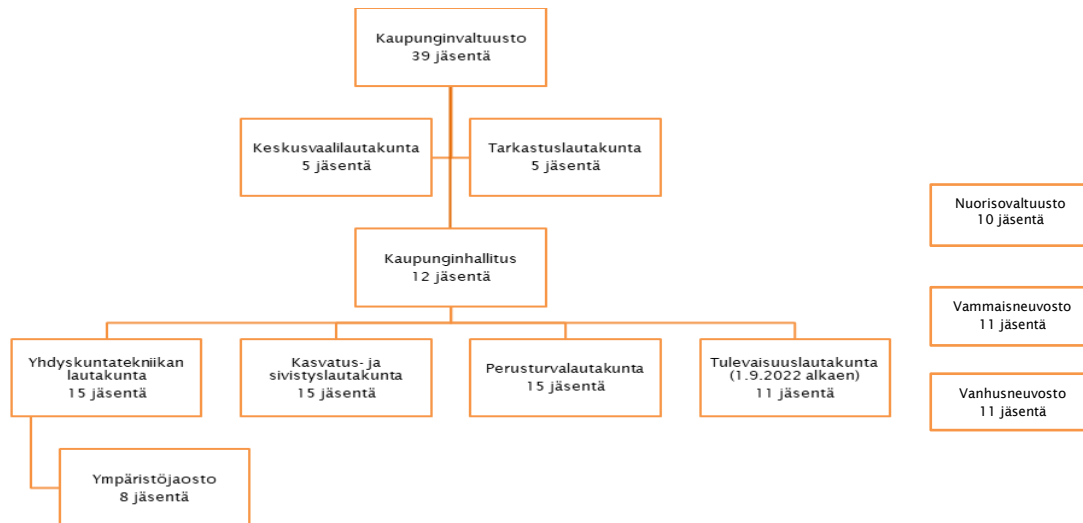 Kaupunginvaltuusto
39 jäsentä
Keskusvaalilautakunta
5 jäsentä
Tarkastuslautakunta
5 jäsentä
Kaupunginhallitus
12 jäsentä
Yhdyskuntatekniikan
lautakunta
15 jäsentä
Kasvatus- ja
sivistyslautakunta
15 jäsentä
Perusturvalautakunta
15 jäsentä
Tulevaisuuslautakunta
(1.9.2022 alkaen)
11 jäsentä
Ympäristöjaosto
8 jäsentä
Nuorisovaltuusto
10 jäsentä
Vammaisneuvosto
11 jäsentä
Vanhusneuvosto
11 jäsentä